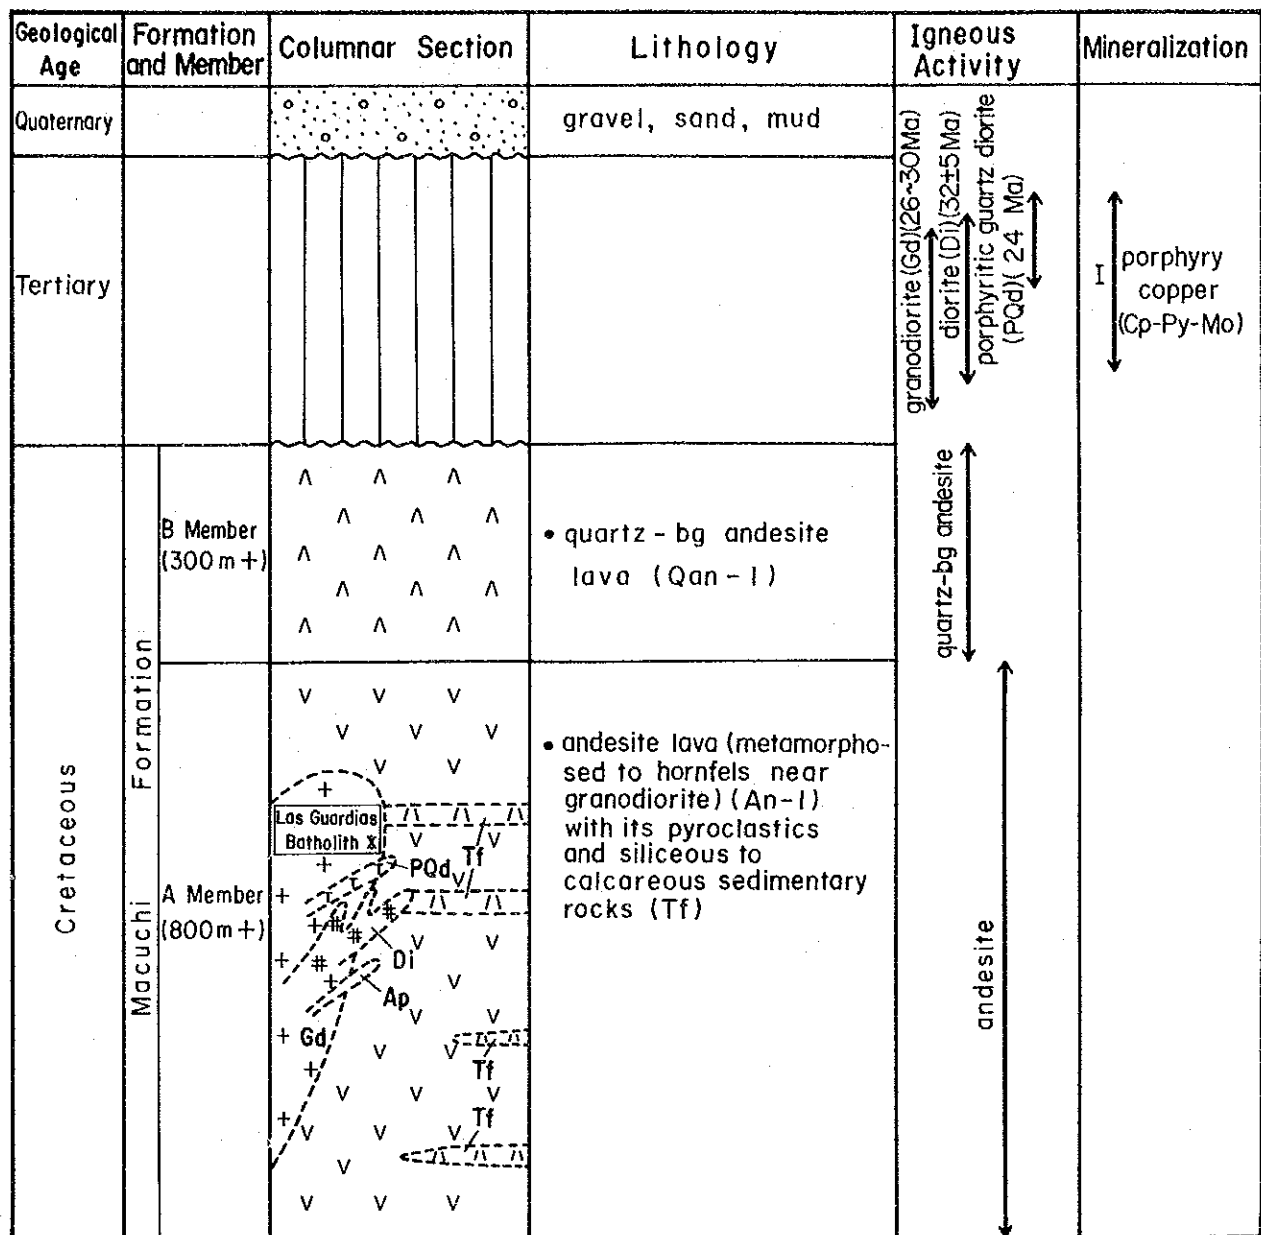 Geological Age
Formation and Member
Columnar Section
Lithology
Igneous Activity
Mineralization
Quaternary
gravel, sand, mud
Tertiary
granodiorite(Gd)(26~30Ma)
diorite(Di)(32±5Ma)
porphyritic guartz diorite
(PQd)(24 Ma)
I
porphyry
copper
(Cp-Py-Mo)
Cretaceous
Macuchi Formation
B Member
(300m+)
• quartz-bg andesite
lava (Qan-l)
quartz-bg andesite
A Member
(800m+)
Las Guardias
Batholith
PQd
Tf
Di
Ap
Gd
Tf
Tf
• andesite lava (metamorpho-
sed to hornfels near
granodiorite) (An-l)
with its pyroclastics
and siliceous to
calcareous sedimentary
rocks (Tf)
andesite